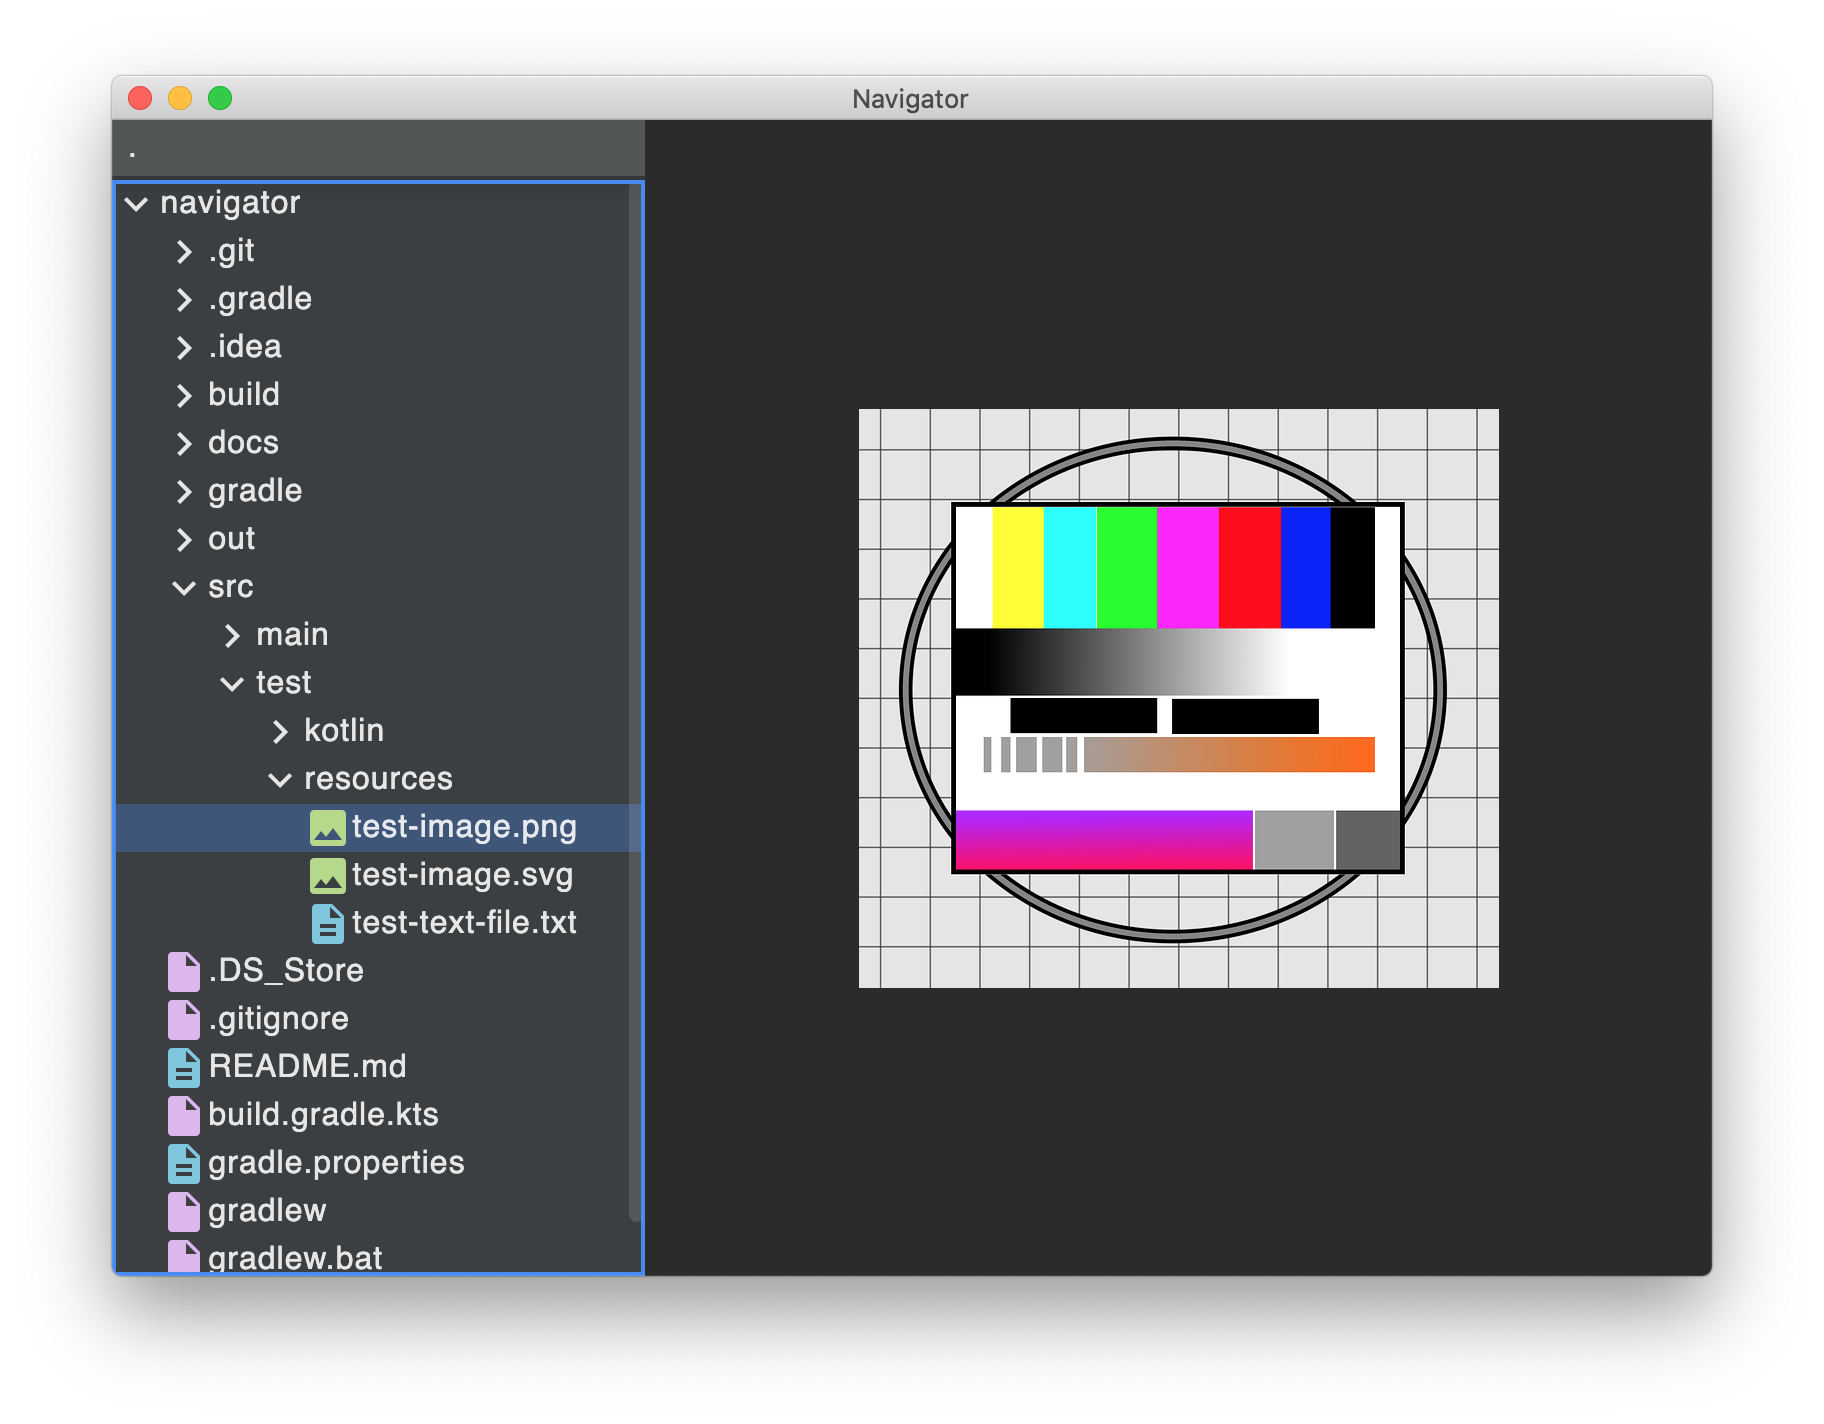 Navigator
.
navigator
.git
.gradle
.idea
build
docs
gradle
out
src
main
test
kotlin
resources
test-image.png
test-image.svg
test-text-file.txt
.DS_Store
.gitignore
README.md
build.gradle.kts
gradle.properties
gradlew
gradlew.bat